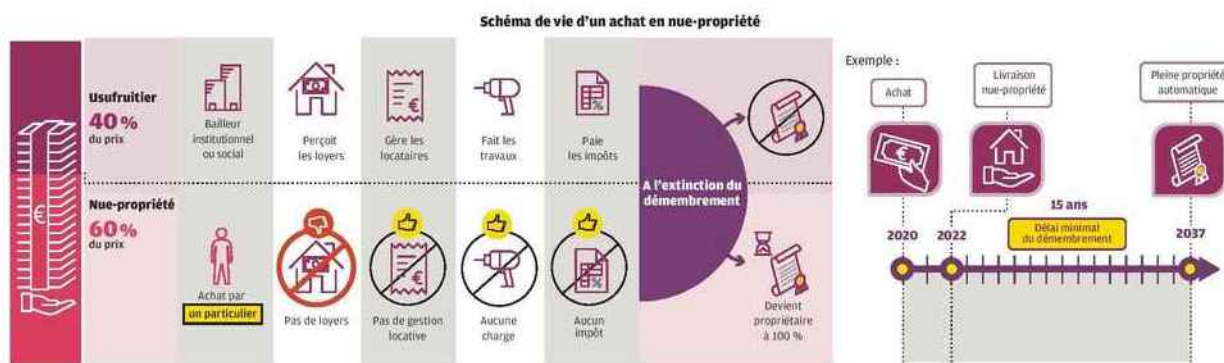 Schéma de vie d'un achat en nue-propriété
Usufruitier
40 %
du prix
Bailleur
institutionnel
ou social
Perçoit
les loyers
Gère les
locataires
Fait les
travaux
Paie
les impôts
Nue-propriété
60 %
du prix
Achat par
un particulier
Pas de loyers
Pas de gestion
locative
Aucune
charge
Aucun
impôt
A l'extinction du
démembrement
Devient
propriétaire
à 100 %
Exemple :
Achat
Livraison
nue-propriété
Pleine propriété
automatique
15 ans
Délai minimal
du démembrement
2020
2022
2037